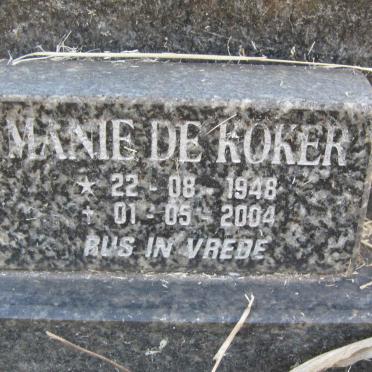 MANIE DE KOKER
★ 22 - 08 - 1948
✝ 01 - 05 - 2004
RUS IN VREDE